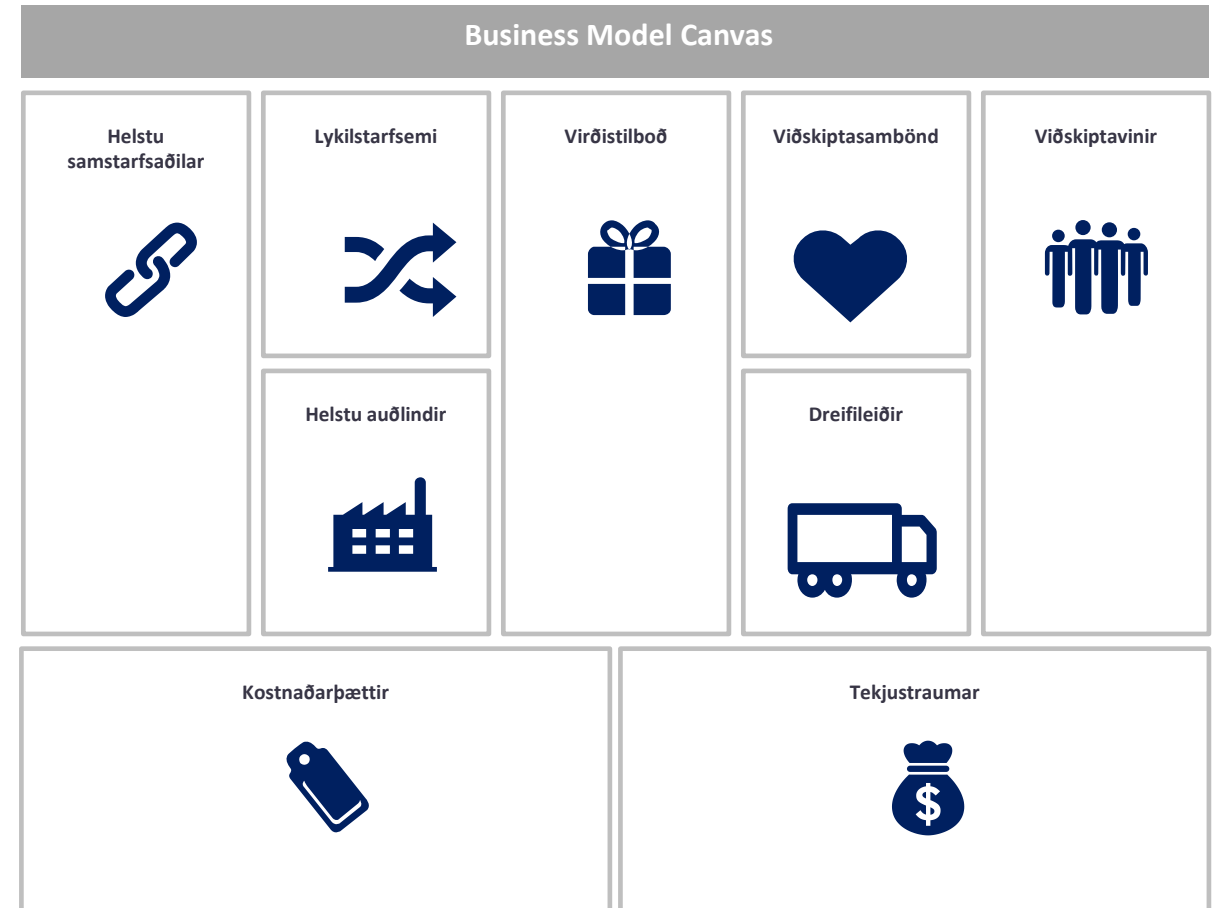 Business Model Canvas
Helstu
samstarfsaðilar
Lykilstarfsemi
Virðistilboð
Viðskiptasambönd
Viðskiptavinir
Helstu auðlindir
Dreifileiðir
Kostnaðarþættir
Tekjustraumar
$